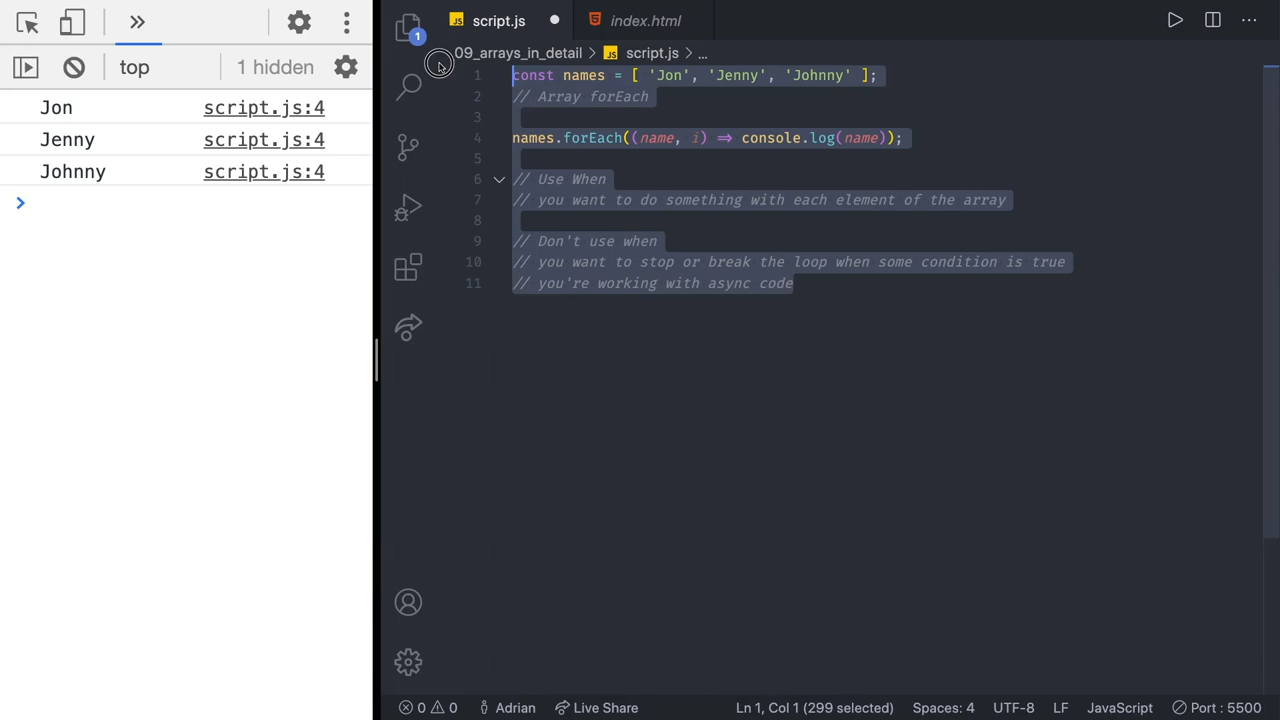 top
1 hidden
Jon script.js:4
Jenny script.js:4
Johnny script.js:4
JS script.js
index.html
1
09_arrays_in_detail > JS script.js > ...
1 const names = [ 'Jon', 'Jenny', 'Johnny' ];
2 // Array forEach
3
4 names.forEach((name, i) => console.log(name));
5
6 // Use When
7 // you want to do something with each element of the array
8
9 // Don't use when
10 // you want to stop or break the loop when some condition is true
11 // you're working with async code
0 0 Adrian Live Share Ln 1, Col 1 (299 selected) Spaces: 4 UTF-8 LF JavaScript Port : 5500